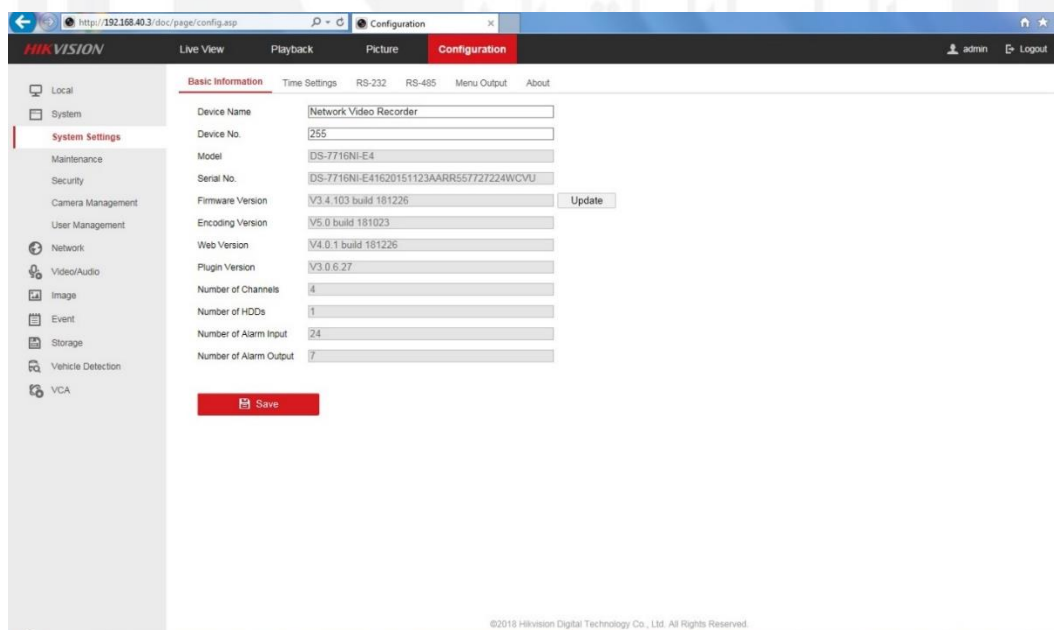 http://192.168.40.3/doc/page/config.asp
Configuration
HIKVISION
Live View
Playback
Picture
Configuration
admin
Logout
Local
System
System Settings
Maintenance
Security
Camera Management
User Management
Network
Video/Audio
Image
Event
Storage
Vehicle Detection
VCA
Basic Information
Time Settings
RS-232
RS-485
Menu Output
About
Device Name Network Video Recorder
Device No. 255
Model DS-7716NI-E4
Serial No. DS-7716NI-E41620151123AARR557727224WCVU
Firmware Version V3.4.103 build 181226 Update
Encoding Version V5.0 build 181023
Web Version V4.0.1 build 181226
Plugin Version V3.0.6.27
Number of Channels 4
Number of HDDs 1
Number of Alarm Input 24
Number of Alarm Output 7
Save
©2018 Hikvision Digital Technology Co., Ltd. All Rights Reserved.